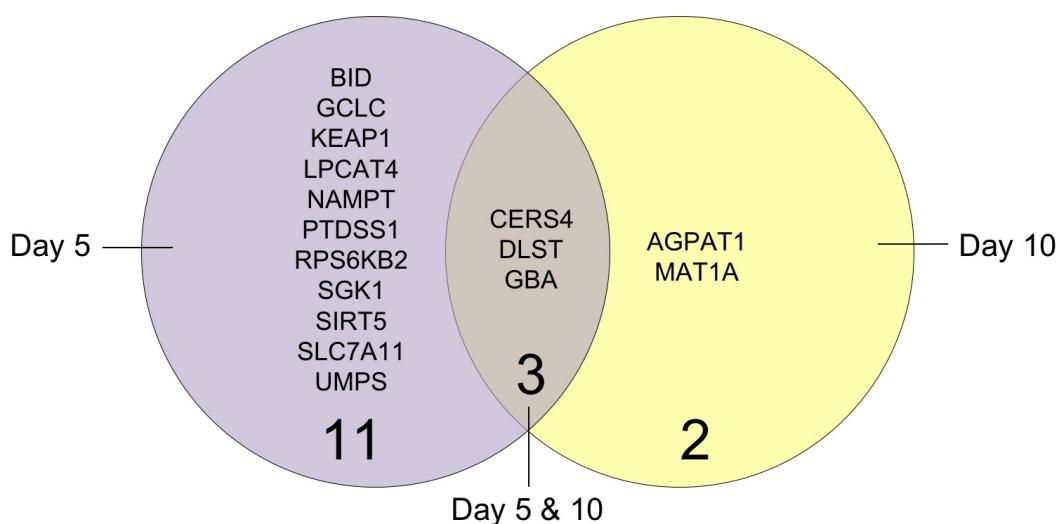 BID
GCLC
KEAP1
LPCAT4
NAMPT
PTDSS1
RPS6KB2
SGK1
SIRT5
SLC7A11
UMPS
11
Day 5
CERS4
DLST
GBA
3
Day 5 & 10
AGPAT1
MAT1A
2
Day 10